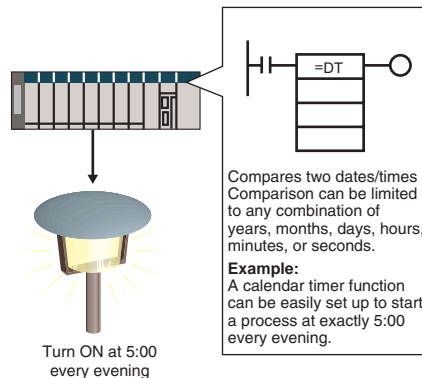 =DT
Compares two dates/times
Comparison can be limited
to any combination of
years, months, days, hours,
minutes, or seconds.
Example:
A calendar timer function
can be easily set up to start
a process at exactly 5:00
every evening.
Turn ON at 5:00
every evening